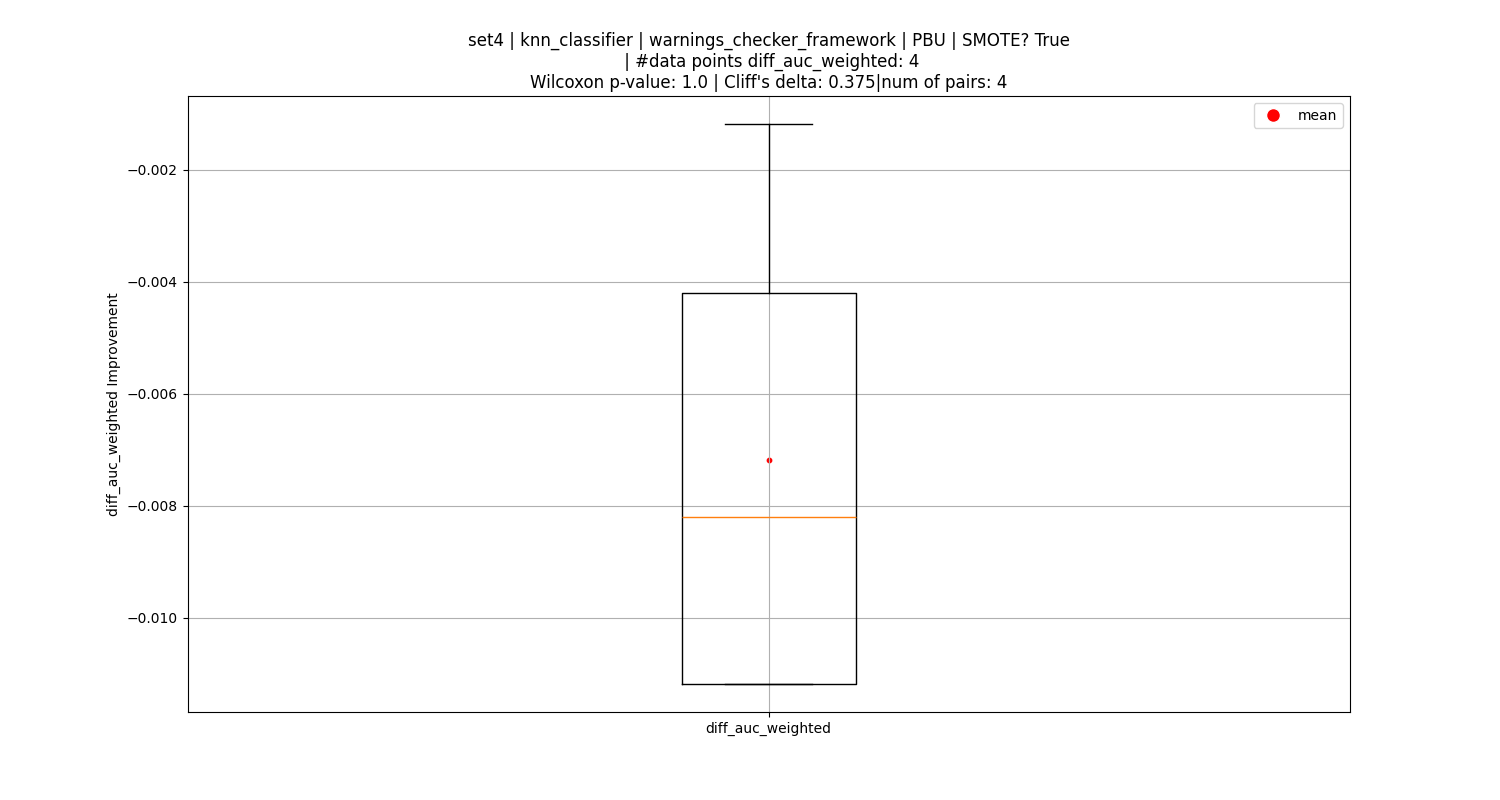 set4 | knn_classifier | warnings_checker_framework | PBU | SMOTE? True
| #data points diff_auc_weighted: 4
Wilcoxon p-value: 1.0 | Cliff's delta: 0.375|num of pairs: 4
mean
−0.002
−0.004
−0.006
−0.008
−0.010
diff_auc_weighted Improvement
diff_auc_weighted